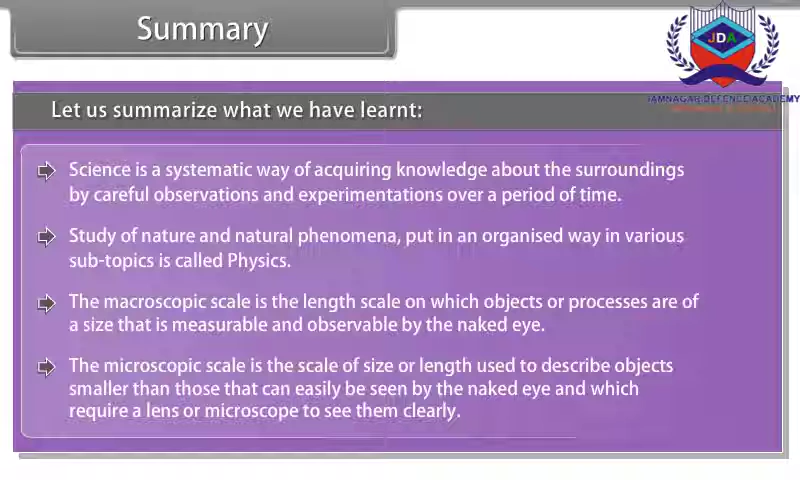 Summary
JDA
JAMNAGAR DEFENCE ACADEMY
Let us summarize what we have learnt:
Science is a systematic way of acquiring knowledge about the surroundings
by careful observations and experimentations over a period of time.
Study of nature and natural phenomena, put in an organised way in various
sub-topics is called Physics.
The macroscopic scale is the length scale on which objects or processes are of
a size that is measurable and observable by the naked eye.
The microscopic scale is the scale of size or length used to describe objects
smaller than those that can easily be seen by the naked eye and which
require a lens or microscope to see them clearly.